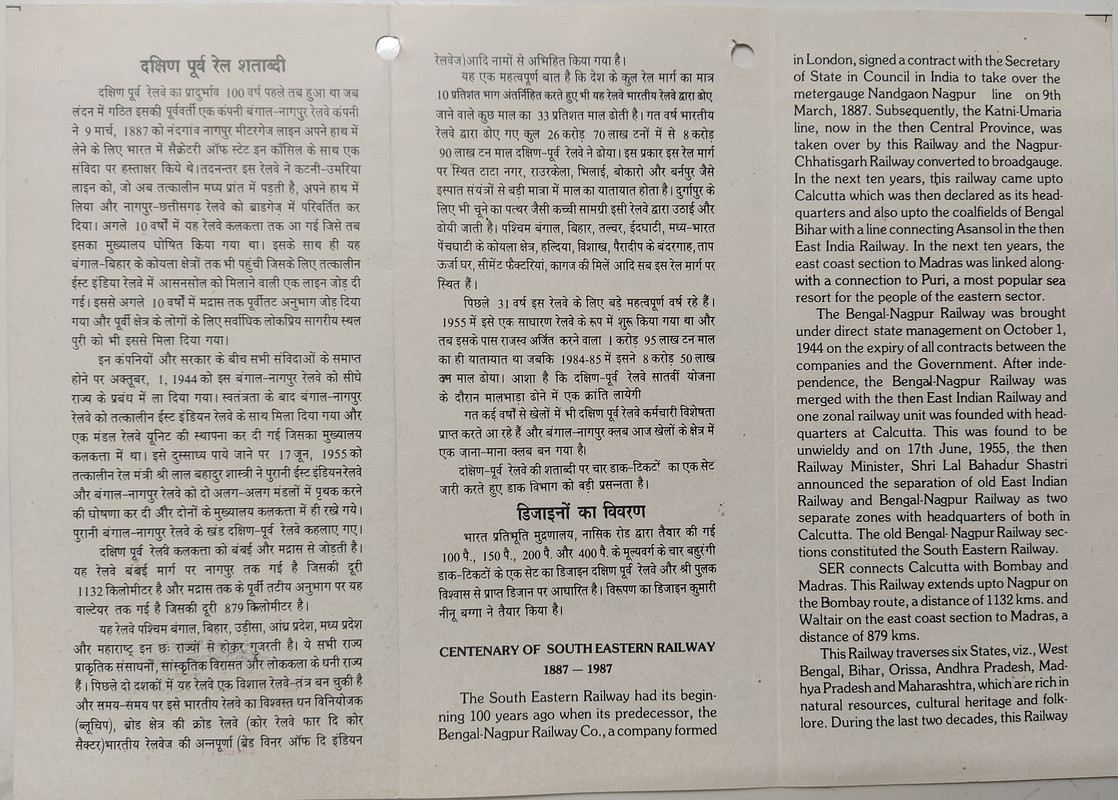 दक्षिण पूर्व रेल शताब्दी
दक्षिण पूर्व रेलवे का प्रादुर्भाव 100 वर्ष पहले तब हुआ था जब
लंदन में गठित इसकी पूर्ववर्ती एक कंपनी बंगाल-नागपुर रेलवे कंपनी
ने 9 मार्च, 1887 को नंदगांव नागपुर मीटरगेज लाइन अपने हाथ में
लेने के लिए भारत में सैक्रेटरी ऑफ स्टेट इन कौंसिल के साथ एक
संविदा पर हस्ताक्षर किये थे।तदनन्तर इस रेलवे ने कटनी-उमरिया
लाइन को, जो अब तत्कालीन मध्य प्रांत में पड़ती है, अपने हाथ में
लिया और नागपुर-छत्तीसगढ रेलवे को ब्राडगेज में परिवर्तित कर
दिया। अगले 10 वर्षों में यह रेलवे कलकत्ता तक आ गई जिसे तब
इसका मुख्यालय घोषित किया गया था। इसके साथ ही यह
बंगाल-बिहार के कोयला क्षेत्रों तक भी पहुंची जिसके लिए तत्कालीन
ईस्ट इंडिया रेलवे में आसनसोल को मिलाने वाली एक लाइन जोड़ दी
गई। इससे अगले 10 वर्षों में मद्रास तक पूर्वीतट अनुभाग जोड़ दिया
गया और पूर्वी क्षेत्र के लोगों के लिए सर्वाधिक लोकप्रिय सागरीय स्थल
पुरी को भी इससे मिला दिया गया।
इन कंपनियों और सरकार के बीच सभी संविदाओं के समाप्त
होने पर अक्तूबर, 1, 1944 को इस बंगाल-नागपुर रेलवे को सीधे
राज्य के प्रबंध में ला दिया गया। स्वतंत्रता के बाद बंगाल-नागपुर
रेलवे को तत्कालीन ईस्ट इंडियन रेलवे के साथ मिला दिया गया और
एक मंडल रेलवे यूनिट की स्थापना कर दी गई जिसका मुख्यालय
कलकत्ता में था। इसे दुस्साध्य पाये जाने पर 17 जून, 1955 को
तत्कालीन रेल मंत्री श्री लाल बहादुर शास्त्री ने पुरानी ईस्ट इंडियनरेलवे
और बंगाल-नागपुर रेलवे को दो अलग-अलग मंडलों में पृथक करने
की घोषणा कर दी और दोनों के मुख्यालय कलकत्ता में ही रखे गये।
पुरानी बंगाल-नागपुर रेलवे के खंड दक्षिण-पूर्व रेलवे कहलाए गए।
दक्षिण पूर्व रेलवे कलकत्ता को बंबई और मद्रास से जोड़ती है।
यह रेलवे बंबई मार्ग पर नागपुर तक गई है जिसकी दूरी
1132 किलोमीटर है और मद्रास तक के पूर्वी तटीय अनुभाग पर यह
वाल्टेयर तक गई है जिसकी दूरी 879 किलोमीटर है।
यह रेलवे पश्चिम बंगाल, बिहार, उड़ीसा, आंध्र प्रदेश, मध्य प्रदेश
और महाराष्ट्र इन छः राज्यों से होकर गुजरती है। ये सभी राज्य
प्राकृतिक संसाधनों, सांस्कृतिक विरासत और लोककला के धनी राज्य
हैं। पिछले दो दशकों में यह रेलवे एक विशाल रेलवे-तंत्र बन चुकी है
और समय-समय पर इसे भारतीय रेलवे का विश्वस्त धन विनियोजक
(ब्लूचिप), ब्रोड क्षेत्र की क्रोड रेलवे (कोर रेलवे फार दि कोर
सैक्टर)भारतीय रेलवेज की अन्नपूर्णा (ब्रेड विनर ऑफ दि इंडियन
रेलवेज)आदि नामों से अभिहित किया गया है।
यह एक महत्वपूर्ण बात है कि देश के कुल रेल मार्ग का मात्र
10 प्रतिशत भाग अंतर्निहित करते हुए भी यह रेलवे भारतीय रेलवे द्वारा ढोए
जाने वाले कुछ माल का 33 प्रतिशत माल ढोती है। गत वर्ष भारतीय
रेलवे द्वारा ढोए गए कुल 26 करोड़ 70 लाख टनों में से 8 करोड़
90 लाख टन माल दक्षिण-पूर्व रेलवे ने ढोया। इस प्रकार इस रेल मार्ग
पर स्थित टाटा नगर, राउरकेला, भिलाई, बोकारो और बर्नपुर जैसे
इस्पात संयंत्रों से बड़ी मात्रा में माल का यातायात होता है। दुर्गापुर के
लिए भी चूने का पत्थर जैसी कच्ची सामग्री इसी रेलवे द्वारा उठाई और
ढोयी जाती है। पश्चिम बंगाल, बिहार, तल्चार, ईदघाटी, मध्य-भारत
पेंचघाटी के कोयला क्षेत्र, हल्दिया, विशाख, पैरादीप के बंदरगाह, ताप
ऊर्जा घर, सीमेंट फैक्टरियां, कागज की मिलें आदि सब इस रेल मार्ग पर
स्थित हैं।
पिछले 31 वर्ष इस रेलवे के लिए बड़े महत्वपूर्ण वर्ष रहे हैं।
1955 में इसे एक साधारण रेलवे के रूप में शुरू किया गया था और
तब इसके पास राजस्व अर्जित करने वाला 1 करोड़ 95 लाख टन माल
का ही यातायात था जबकि 1984-85 में इसने 8 करोड़ 50 लाख
माल ढोया। आशा है कि दक्षिण-पूर्व रेलवे सातवीं योजना
के दौरान मालभाड़ा ढोने में एक क्रांति लायेगी
गत कई वर्षों से खेलों में भी दक्षिण पूर्व रेलवे कर्मचारी विशेषता
प्राप्त करते आ रहे हैं और बंगाल-नागपुर क्लब आज खेलों के क्षेत्र में
एक जाना-माना क्लब बन गया है।
दक्षिण-पूर्व रेलवे की शताब्दी पर चार डाक-टिकटों का एक सेट
जारी करते हुए डाक विभाग को बड़ी प्रसन्नता है।
डिजाइनों का विवरण
भारत प्रतिभूति मुद्रणालय, नासिक रोड द्वारा तैयार की गई
100 पै., 150 पै., 200 पै. और 400 पै. के मूल्यवर्ग के चार बहुरंगी
डाक-टिकटों के एक सेट का डिजाइन दक्षिण पूर्व रेलवे और श्री पुलक
विश्वास से प्राप्त डिजान पर आधारित है। विरूपण का डिजाइन कुमारी
नीनू बग्गा ने तैयार किया है।
CENTENARY OF SOUTH EASTERN RAILWAY
1887 — 1987
The South Eastern Railway had its begin-
ning 100 years ago when its predecessor, the
Bengal-Nagpur Railway Co., a company formed
in London, signed a contract with the Secretary
of State in Council in India to take over the
metergauge Nandgaon Nagpur line on 9th
March, 1887. Subsequently, the Katni-Umaria
line, now in the then Central Province, was
taken over by this Railway and the Nagpur-
Chhatisgarh Railway converted to broadgauge.
In the next ten years, this railway came upto
Calcutta which was then declared as its head-
quarters and also upto the coalfields of Bengal
Bihar with a line connecting Asansol in the then
East India Railway. In the next ten years, the
east coast section to Madras was linked along-
with a connection to Puri, a most popular sea
resort for the people of the eastern sector.
The Bengal-Nagpur Railway was brought
under direct state management on October 1,
1944 on the expiry of all contracts between the
companies and the Government. After inde-
pendence, the Bengal-Nagpur Railway was
merged with the then East Indian Railway and
one zonal railway unit was founded with head-
quarters at Calcutta. This was found to be
unwieldy and on 17th June, 1955, the then
Railway Minister, Shri Lal Bahadur Shastri
announced the separation of old East Indian
Railway and Bengal-Nagpur Railway as two
separate zones with headquarters of both in
Calcutta. The old Bengal-Nagpur Railway sec-
tions constituted the South Eastern Railway.
SER connects Calcutta with Bombay and
Madras. This Railway extends upto Nagpur on
the Bombay route, a distance of 1132 kms. and
Waltair on the east coast section to Madras, a
distance of 879 kms.
This Railway traverses six States, viz., West
Bengal, Bihar, Orissa, Andhra Pradesh, Mad-
hya Pradesh and Maharashtra, which are rich in
natural resources, cultural heritage and folk-
lore. During the last two decades, this Railway